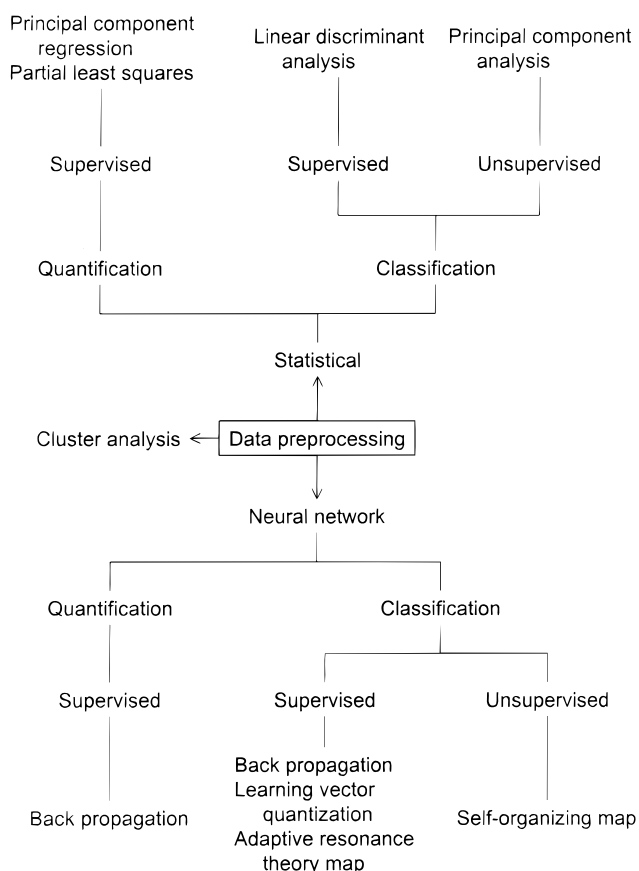 Principal component
regression
Partial least squares
Linear discriminant
analysis
Principal component
analysis
Supervised
Supervised
Unsupervised
Quantification
Classification
Statistical
Cluster analysis
Data preprocessing
Neural network
Quantification
Classification
Supervised
Supervised
Unsupervised
Back propagation
Back propagation
Learning vector
quantization
Adaptive resonance
theory map
Self-organizing map